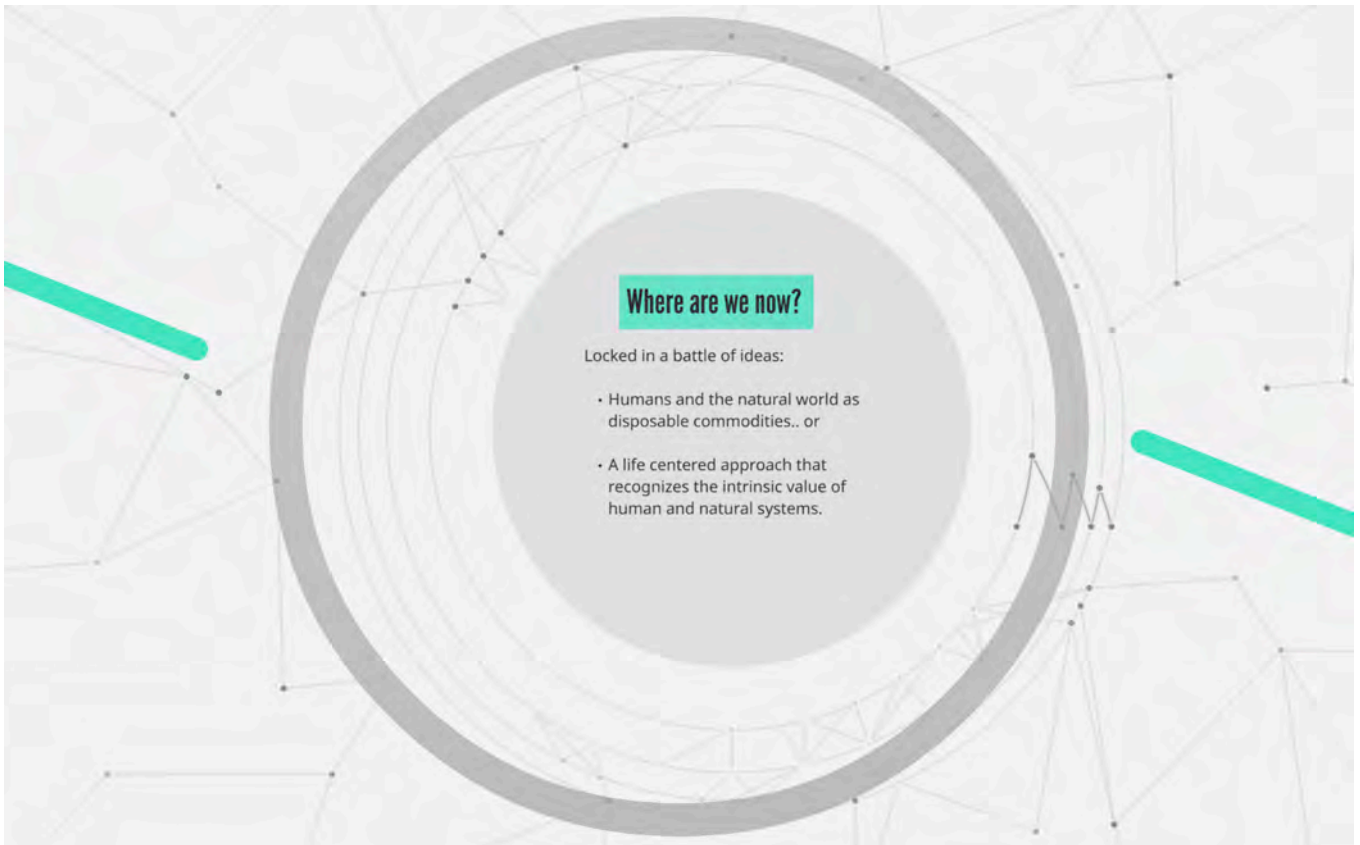 Where are we now?
Locked in a battle of ideas:
• Humans and the natural world as
disposable commodities.. or
• A life centered approach that
recognizes the intrinsic value of
human and natural systems.